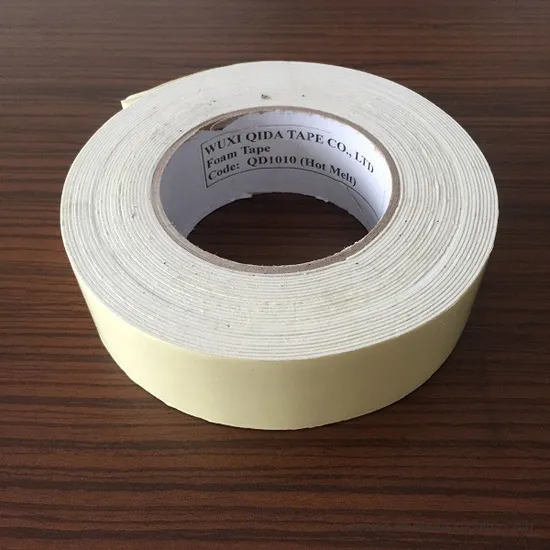 WUXI QIDA TAPE CO., LTD
Foam Tape
Code: QD1010 (Hot Melt)